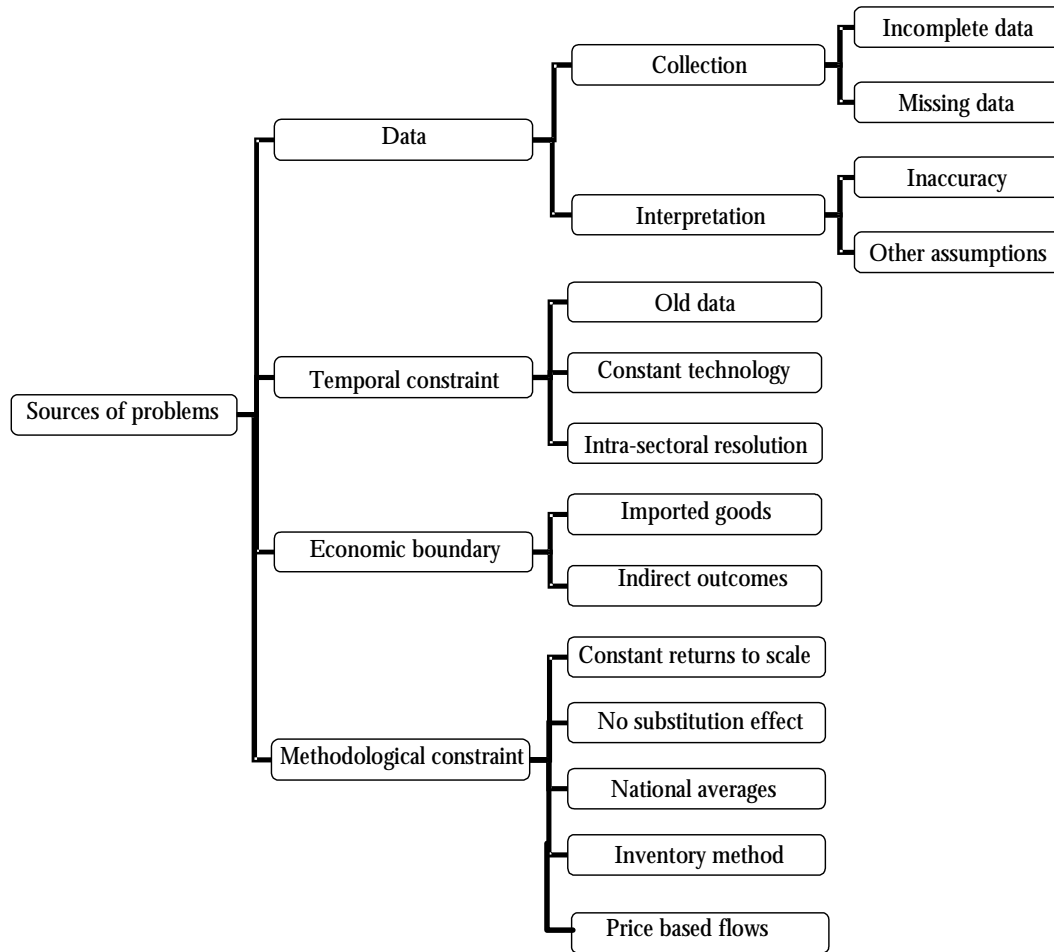 Sources of problems
Data
Collection
Incomplete data
Missing data
Interpretation
Inaccuracy
Other assumptions
Temporal constraint
Old data
Constant technology
Intra-sectoral resolution
Economic boundary
Imported goods
Indirect outcomes
Methodological constraint
Constant returns to scale
No substitution effect
National averages
Inventory method
Price based flows